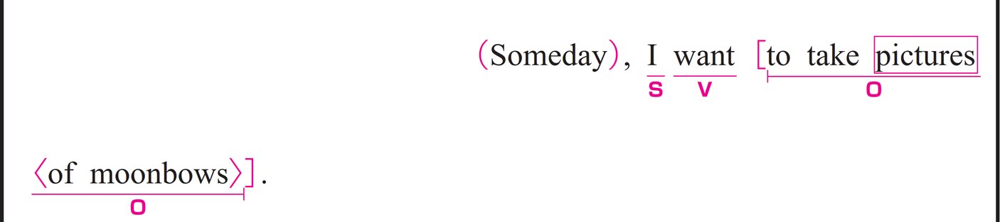 (Someday), I want [to take pictures
S V O
〈of moonbows〉].
O